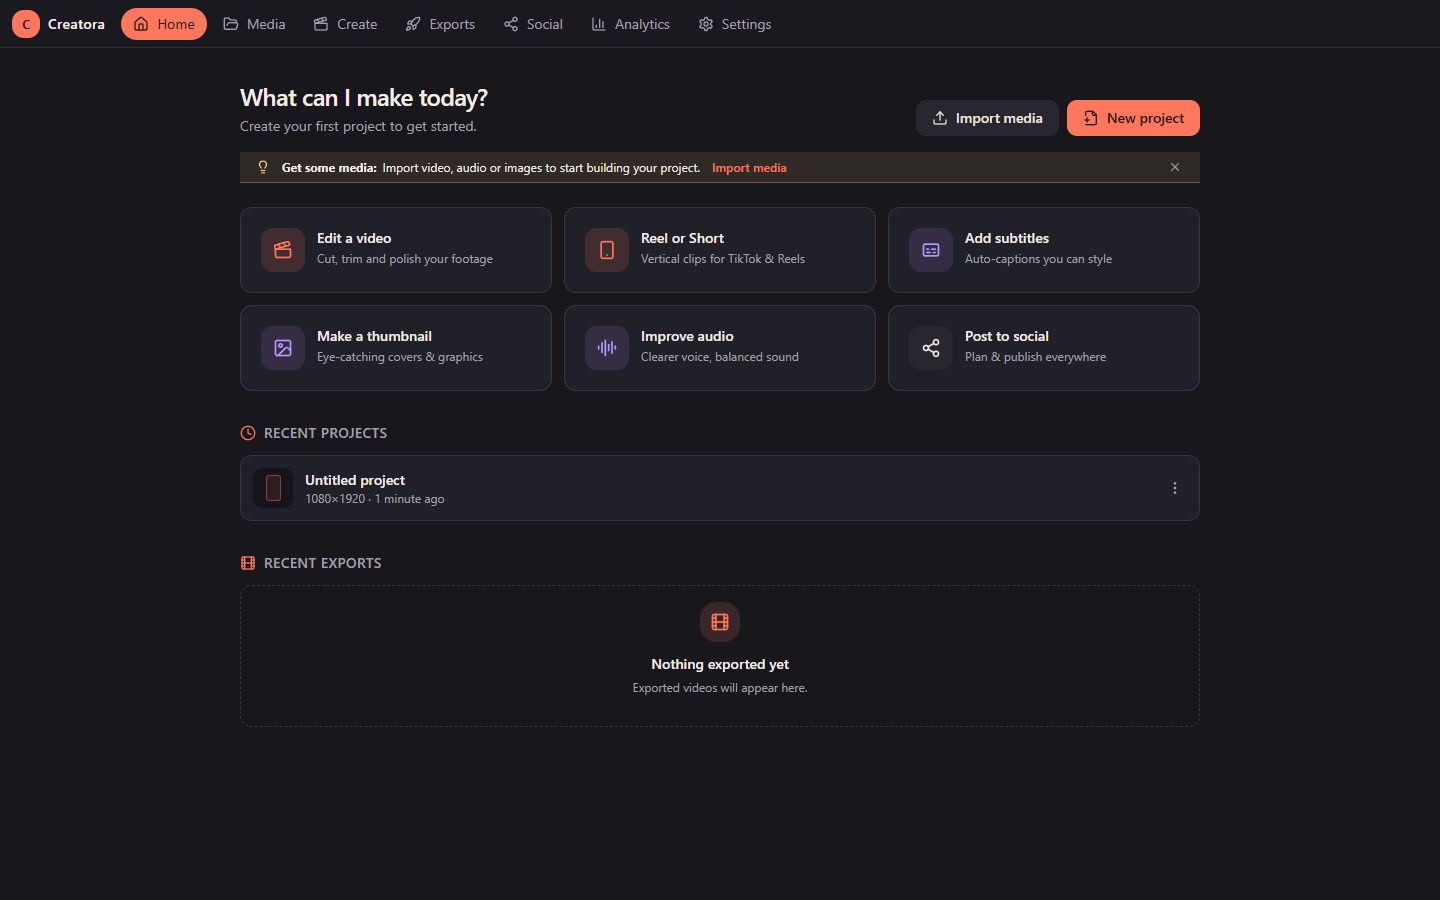 C Creatora Home Media Create Exports Social Analytics Settings
What can I make today?
Create your first project to get started.
Import media New project
Get some media: Import video, audio or images to start building your project. Import media
Edit a video
Cut, trim and polish your footage
Reel or Short
Vertical clips for TikTok & Reels
Add subtitles
Auto-captions you can style
Make a thumbnail
Eye-catching covers & graphics
Improve audio
Clearer voice, balanced sound
Post to social
Plan & publish everywhere
RECENT PROJECTS
Untitled project
1080×1920 · 1 minute ago
RECENT EXPORTS
Nothing exported yet
Exported videos will appear here.